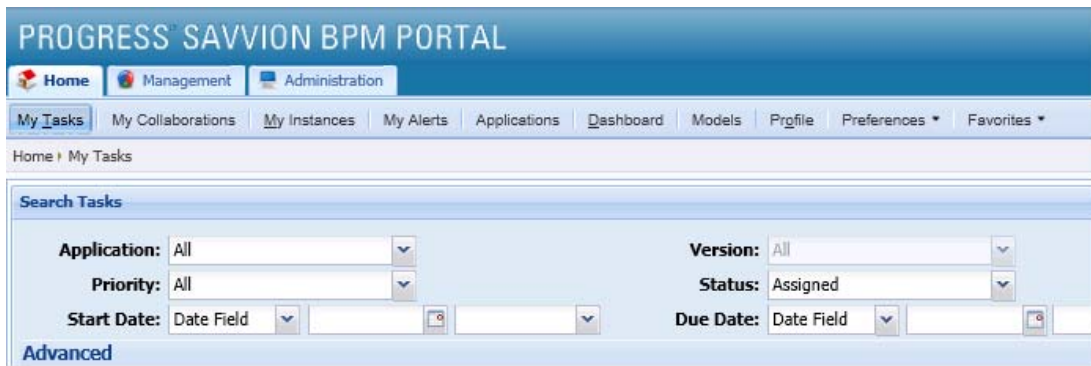 PROGRESS SAVVION BPM PORTAL
Home Management Administration
My Tasks My Collaborations My Instances My Alerts Applications Dashboard Models Profile Preferences Favorites
Home My Tasks
Search Tasks
Application: All Version: All
Priority: All Status: Assigned
Start Date: Date Field Due Date: Date Field
Advanced